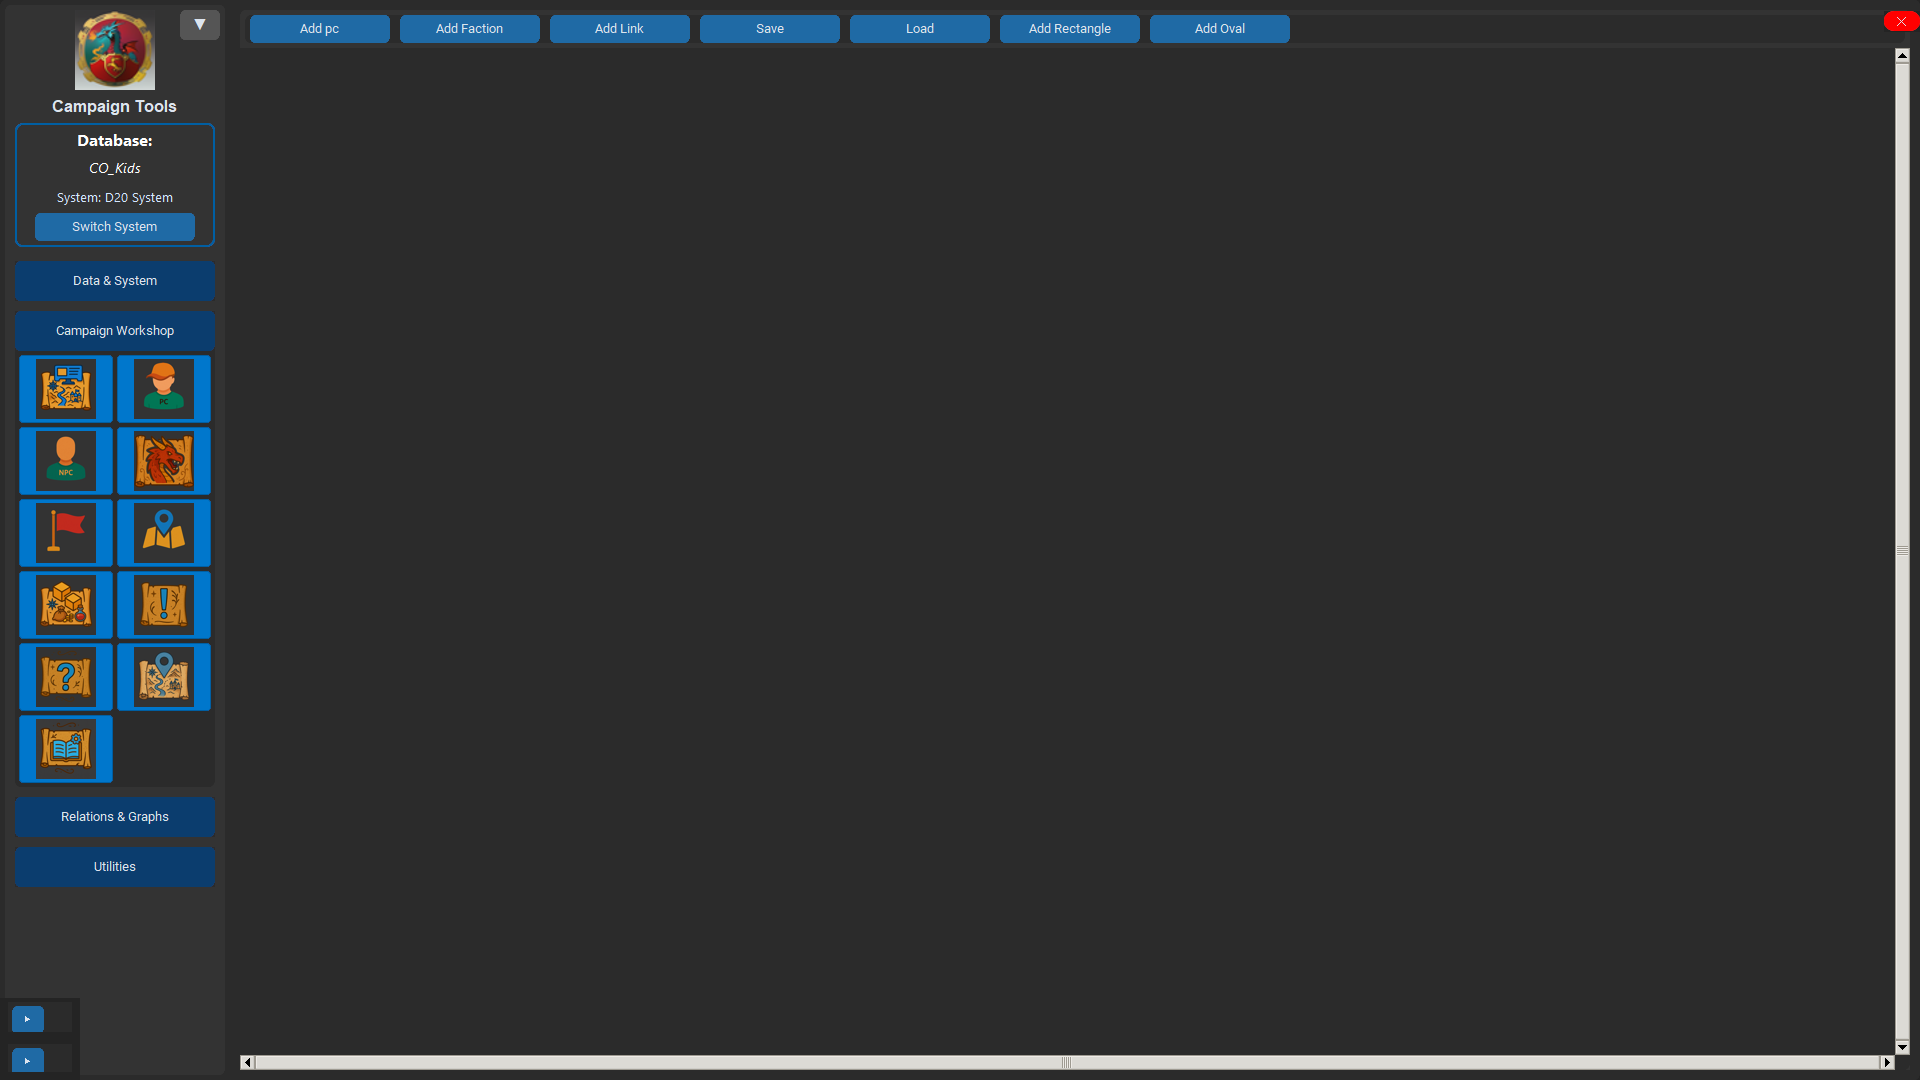 ▼
Add pc
Add Faction
Add Link
Save
Load
Add Rectangle
Add Oval
Campaign Tools
Database:
CO_Kids
System: D20 System
Switch System
Data & System
Campaign Workshop
PC
NPC
!
?
Relations & Graphs
Utilities